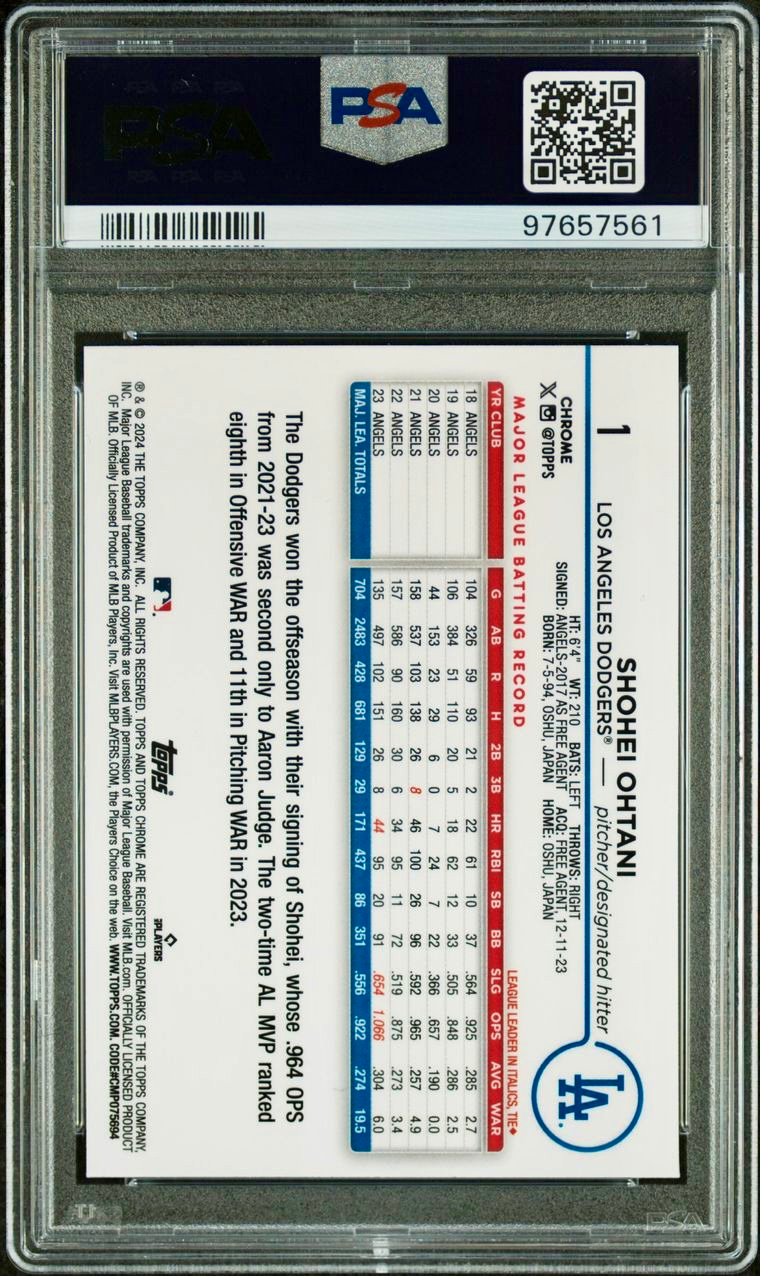 PSA
PSA
97657561
1
SHOHEI OHTANI
LOS ANGELES DODGERS® — pitcher/designated hitter
LA
CHROME
@TOPPS
HT: 6'4" WT: 210 BATS: LEFT THROWS: RIGHT
SIGNED: ANGELS-2017 AS FREE AGENT ACQ: FREE AGENT, 12-11-23
BORN: 7-5-94, OSHU, JAPAN HOME: OSHU, JAPAN
MAJOR LEAGUE BATTING RECORD
LEAGUE LEADER IN ITALICS, TIE♦
YR CLUB G AB R H 2B 3B HR RBI SB BB SLG OPS AVG WAR
18 ANGELS 104 326 59 93 21 2 22 61 10 37 .564 .925 .285 2.7
19 ANGELS 106 384 51 110 20 5 18 62 12 33 .505 .848 .286 2.5
20 ANGELS 44 153 23 29 6 0 7 24 7 22 .366 .657 .190 0.0
21 ANGELS 158 537 103 138 26 8 46 100 26 96 .592 .965 .257 4.9
22 ANGELS 157 586 90 160 30 6 34 95 11 72 .519 .875 .273 3.4
23 ANGELS 135 497 102 151 26 8 44 95 20 91 .654 1.066 .304 6.0
MAJ. LEA. TOTALS 704 2483 428 681 129 29 171 437 86 351 .556 .922 .274 19.5
The Dodgers won the offseason with their signing of Shohei, whose .964 OPS
from 2021-23 was second only to Aaron Judge. The two-time AL MVP ranked
eighth in Offensive WAR and 11th in Pitching WAR in 2023.
topps®
PLAYERS
® & © 2024 THE TOPPS COMPANY, INC. ALL RIGHTS RESERVED. TOPPS AND TOPPS CHROME ARE REGISTERED TRADEMARKS OF THE TOPPS COMPANY,
INC. Major League Baseball trademarks and copyrights are used with permission of Major League Baseball. Visit MLB.com. OFFICIALLY LICENSED PRODUCT
OF MLB. Officially Licensed Product of MLB Players, Inc. Visit MLBPLAYERS.COM, the Players Choice on the web. WWW.TOPPS.COM. CODE#CMP075694
PSA